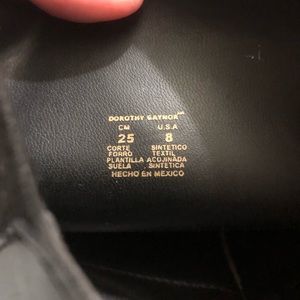 DOROTHY GAYNOR
CM U.S.A
25 8
CORTE SINTETICO
FORRO TEXTIL
PLANTILLA ACOJINADA
SUELA SINTETICA
HECHO EN MEXICO